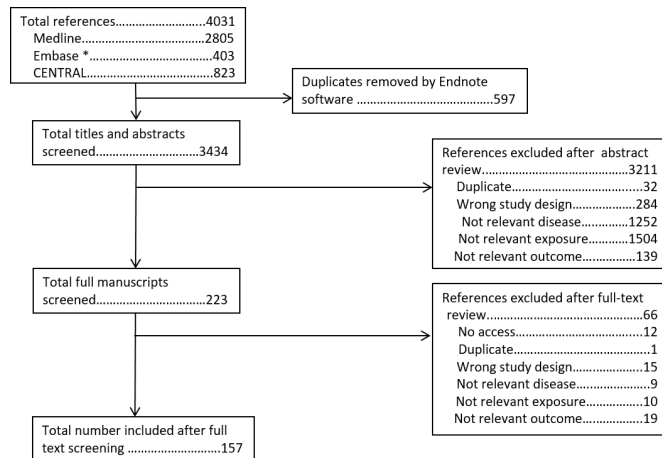 Total references……………………..4031
Medline……………………………2805
Embase *…………………………..403
CENTRAL……………………………823
Duplicates removed by Endnote
software …………………………………..597
Total titles and abstracts
screened…………………….3434
References excluded after abstract
review…………………………………..3211
Duplicate…………………………………..32
Wrong study design……………..284
Not relevant disease…………….1252
Not relevant exposure………….1504
Not relevant outcome…………..139
Total full manuscripts
screened…………………….223
References excluded after full-text
review…………………………………..66
No access………………………………12
Duplicate………………………………..1
Wrong study design……………..15
Not relevant disease………………9
Not relevant exposure………….10
Not relevant outcome…………..19
Total number included after full
text screening ………………………157